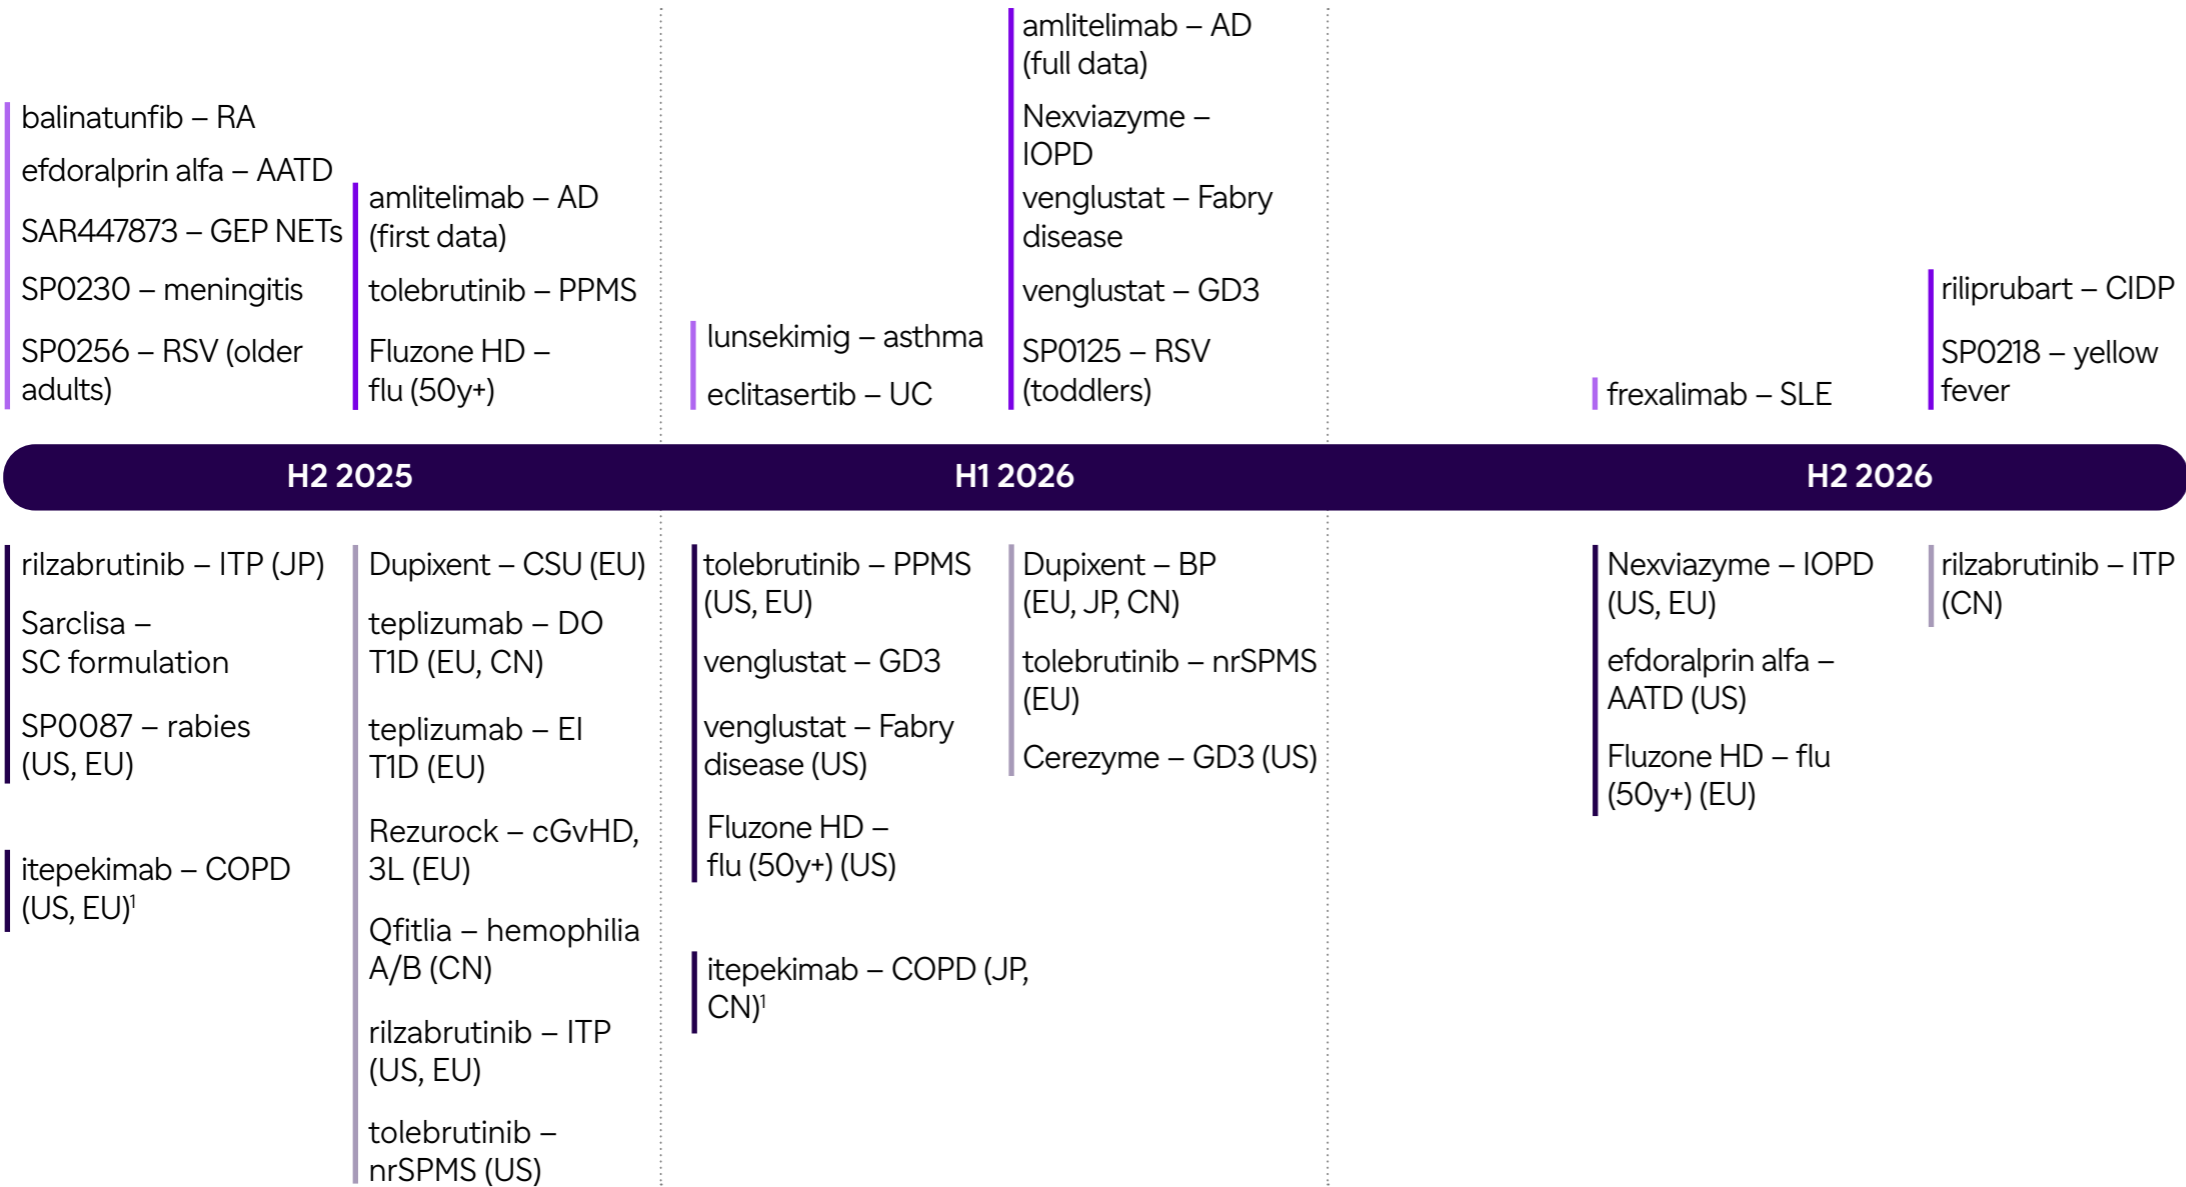 balinatunfib – RA
efdoralprin alfa – AATD
SAR447873 – GEP NETs
SP0230 – meningitis
SP0256 – RSV (older
adults)
amlitelimab – AD
(first data)
tolebrutinib – PPMS
Fluzone HD –
flu (50y+)
lunsekimig – asthma
eclitasertib – UC
amlitelimab – AD
(full data)
Nexviazyme –
IOPD
venglustat – Fabry
disease
venglustat – GD3
SP0125 – RSV
(toddlers)
frexalimab – SLE
riliprubart – CIDP
SP0218 – yellow
fever
H2 2025
H1 2026
H2 2026
rilzabrutinib – ITP (JP)
Sarclisa –
SC formulation
SP0087 – rabies
(US, EU)
itepekimab – COPD
(US, EU)¹
Dupixent – CSU (EU)
teplizumab – DO
T1D (EU, CN)
teplizumab – EI
T1D (EU)
Rezurock – cGvHD,
3L (EU)
Qfitlia – hemophilia
A/B (CN)
rilzabrutinib – ITP
(US, EU)
tolebrutinib –
nrSPMS (US)
tolebrutinib – PPMS
(US, EU)
venglustat – GD3
venglustat – Fabry
disease (US)
Fluzone HD –
flu (50y+) (US)
itepekimab – COPD (JP,
CN)¹
Dupixent – BP
(EU, JP, CN)
tolebrutinib – nrSPMS
(EU)
Cerezyme – GD3 (US)
Nexviazyme – IOPD
(US, EU)
efdoralprin alfa –
AATD (US)
Fluzone HD – flu
(50y+) (EU)
rilzabrutinib – ITP
(CN)